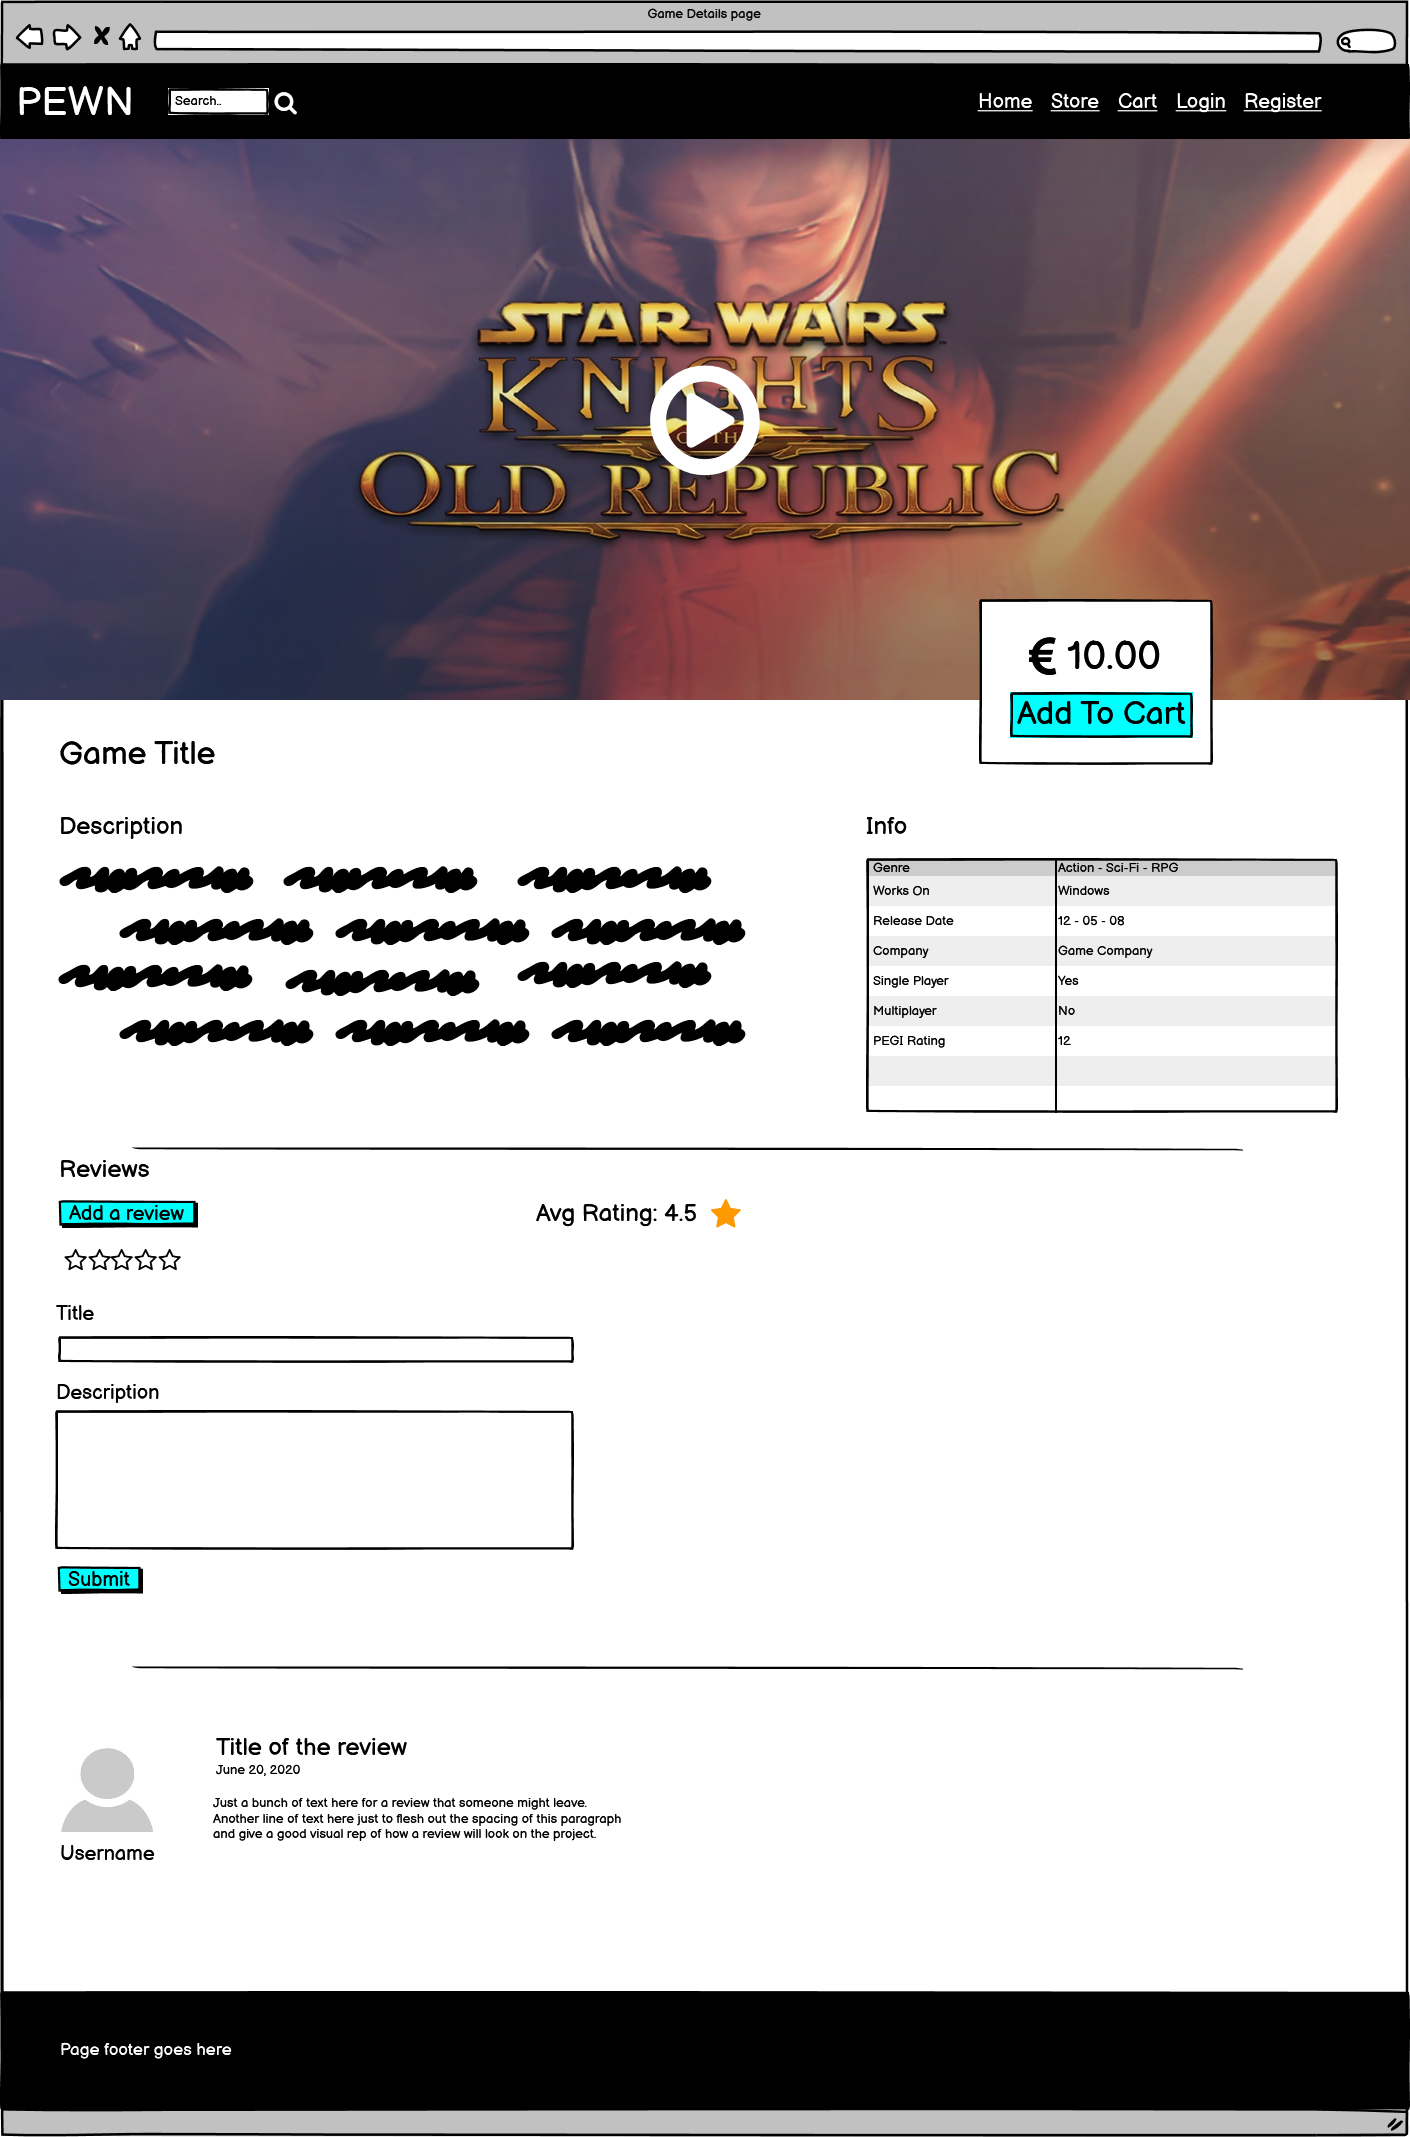 Game Details page
PEWN
Search..
Home Store Cart Login Register
STAR WARS
KNIGHTS
OF THE
OLD REPUBLIC
€ 10.00
Add To Cart
Game Title
Description
Info
Genre Action - Sci-Fi - RPG
Works On Windows
Release Date 12 - 05 - 08
Company Game Company
Single Player Yes
Multiplayer No
PEGI Rating 12
Reviews
Add a review
Avg Rating: 4.5
Title
Description
Submit
Title of the review
June 20, 2020
Just a bunch of text here for a review that someone might leave.
Another line of text here just to flesh out the spacing of this paragraph
and give a good visual rep of how a review will look on the project.
Username
Page footer goes here